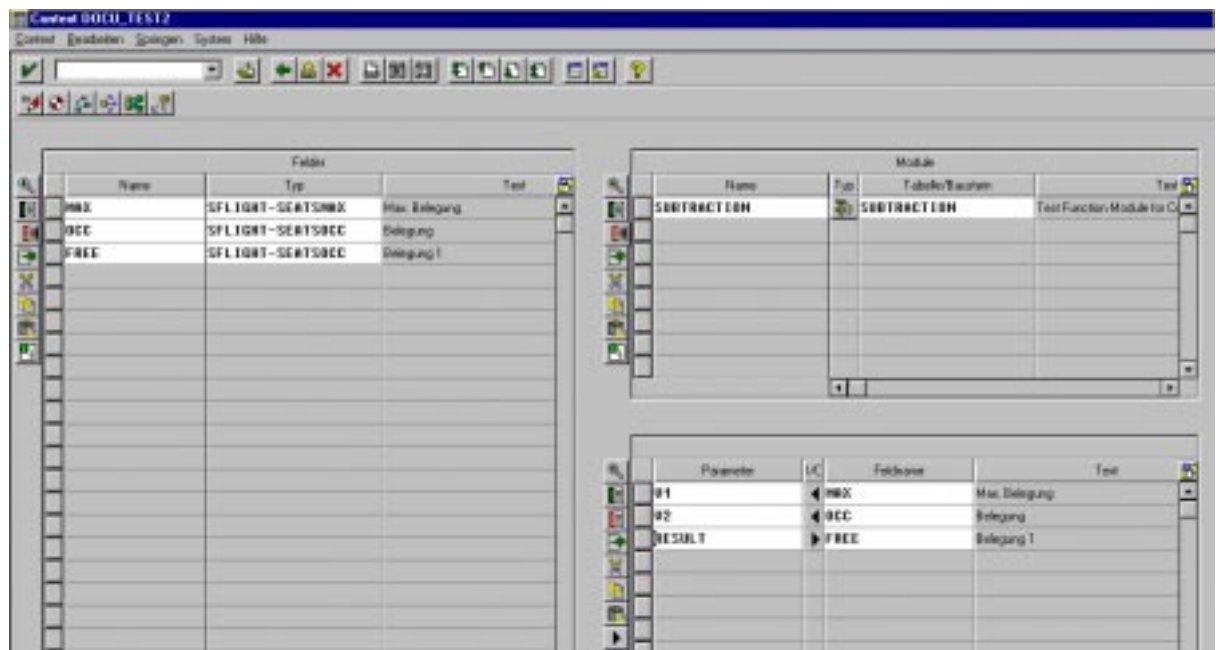 Context DOCU_TEST2
Context Bearbeiten Springen System Hilfe
Felder
Name Typ Text
MAX SFLIGHT-SEATSMAX Max. Belegung
OCC SFLIGHT-SEATSOCC Belegung
FREE SFLIGHT-SEATSOCC Belegung 1
Module
Name Typ Tabelle/Baustein Text
SUBTRACTION SUBTRACTION Test Function Module for
Parameter I/O Feldname Text
V1 MAX Max. Belegung
V2 OCC Belegung
RESULT FREE Belegung 1